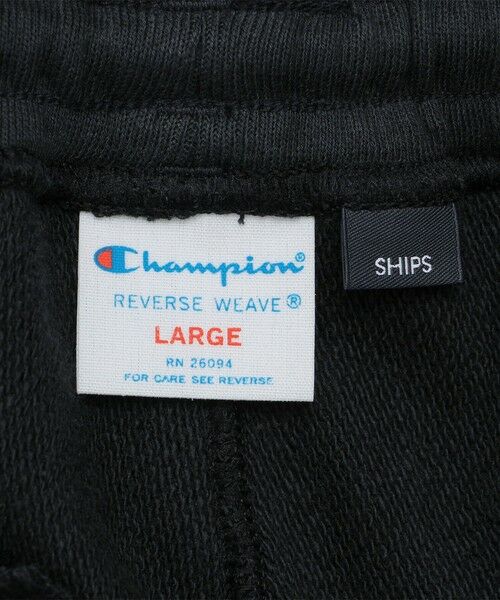 Champion®
REVERSE WEAVE®
LARGE
RN 26094
FOR CARE SEE REVERSE
SHIPS